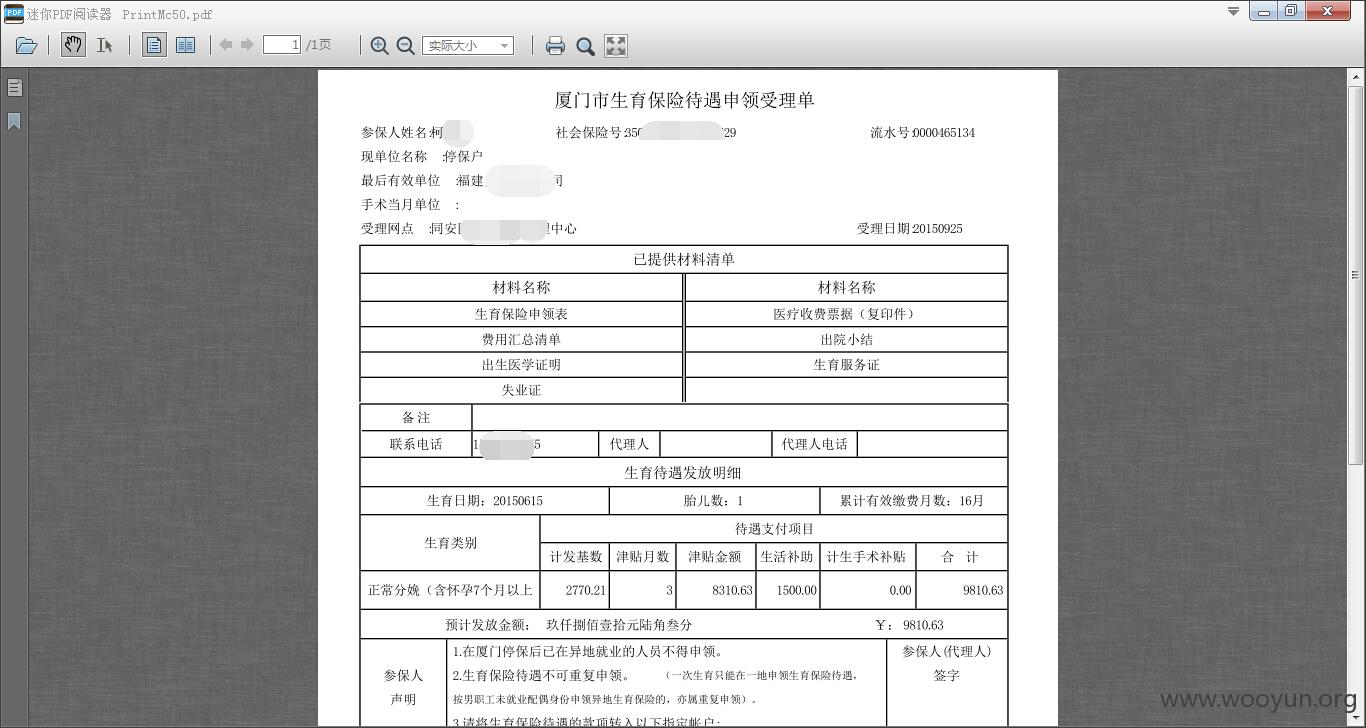 迷你PDF阅读器 PrintMc50.pdf
1 /1页 实际大小
厦门市生育保险待遇申领受理单
参保人姓名:柯 社会保险号:350 29 流水号:0000465134
现单位名称 :停保户
最后有效单位 :福建 司
手术当月单位 :
受理网点 :同安 理中心 受理日期:20150925
已提供材料清单
材料名称 材料名称
生育保险申领表 医疗收费票据（复印件）
费用汇总清单 出院小结
出生医学证明 生育服务证
失业证
备注
联系电话 1 5 代理人 代理人电话
生育待遇发放明细
生育日期：20150615 胎儿数：1 累计有效缴费月数：16月
生育类别 待遇支付项目
计发基数 津贴月数 津贴金额 生活补助 计生手术补贴 合 计
正常分娩（含怀孕7个月以上 2770.21 3 8310.63 1500.00 0.00 9810.63
预计发放金额： 玖仟捌佰壹拾元陆角叁分 ￥： 9810.63
参保人声明
1.在厦门停保后已在异地就业的人员不得申领。
2.生育保险待遇不可重复申领。 （一次生育只能在一地申领生育保险待遇，
按男职工未就业配偶身份申领异地生育保险的，亦属重复申领）。
3.请将生育保险待遇的款项转入以下指定帐户:
参保人(代理人)
签字
www.wooyun.org